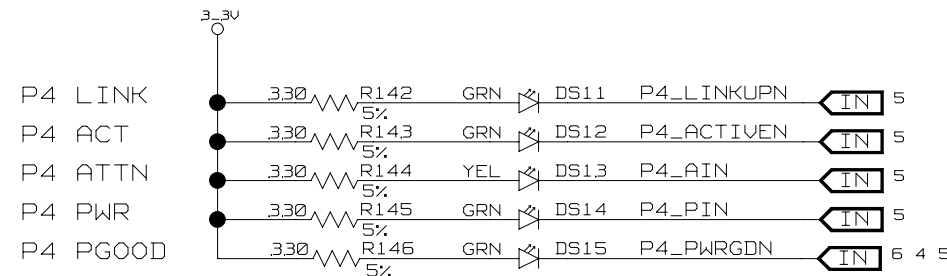 3_3V
P4 LINK 330 R142 5% GRN DS11 P4_LINKUPN IN 5
P4 ACT 330 R143 5% GRN DS12 P4_ACTIVEN IN 5
P4 ATTN 330 R144 5% YEL DS13 P4_AIN IN 5
P4 PWR 330 R145 5% GRN DS14 P4_PIN IN 5
P4 PGOOD 330 R146 5% GRN DS15 P4_PWRGDN IN 6 4 5